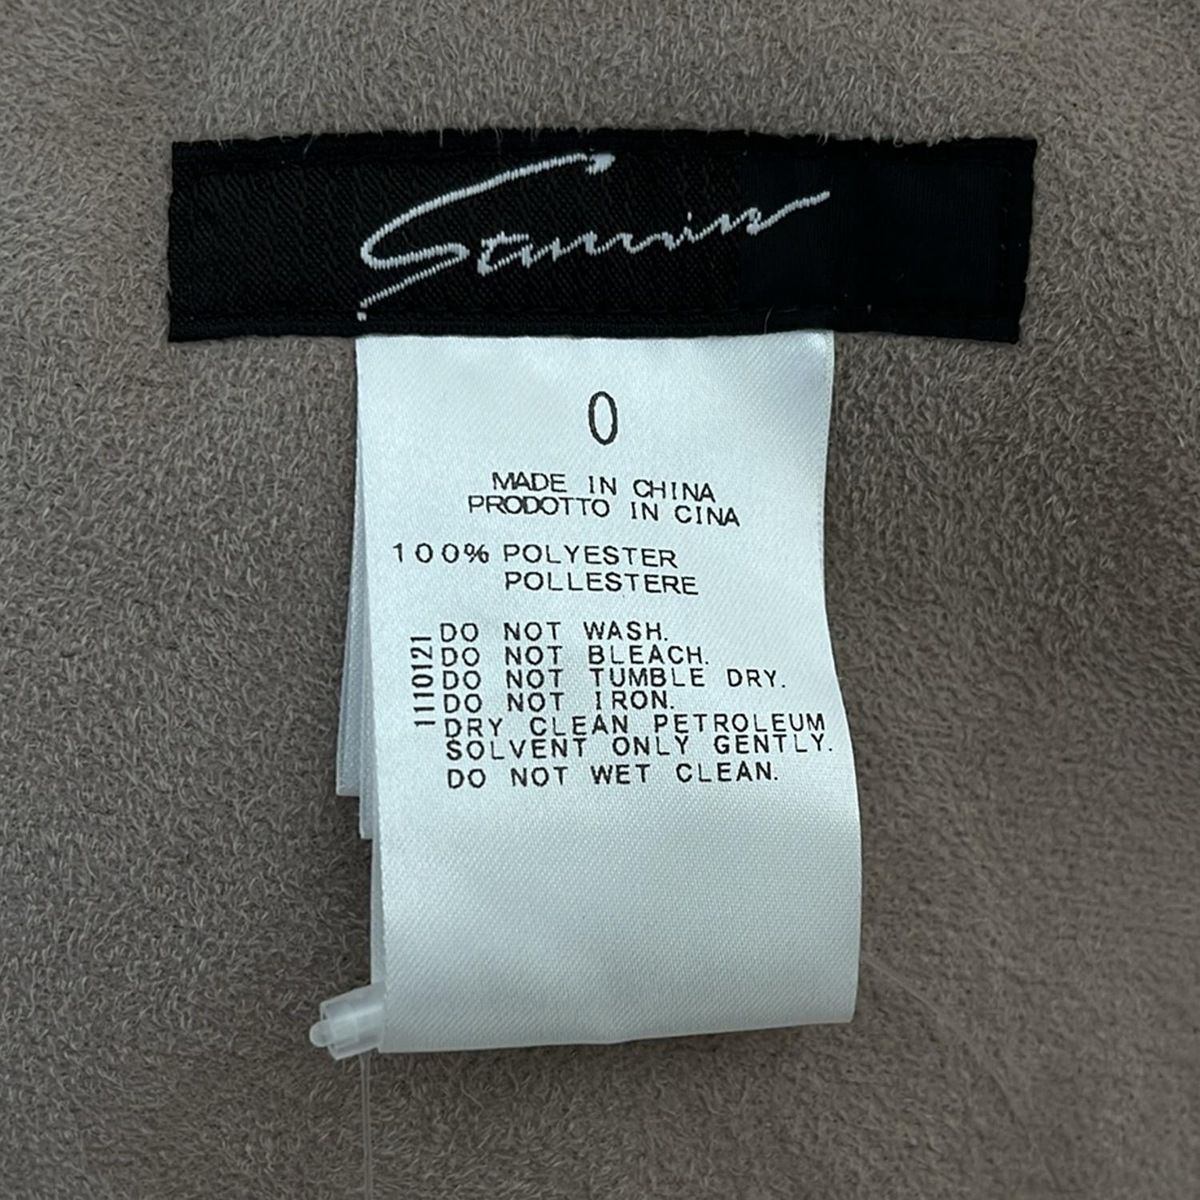 0
MADE IN CHINA
PRODOTTO IN CINA
100% POLYESTER
POLLESTERE
1110121
DO NOT WASH.
DO NOT BLEACH.
DO NOT TUMBLE DRY.
DO NOT IRON.
DRY CLEAN PETROLEUM
SOLVENT ONLY GENTLY.
DO NOT WET CLEAN.